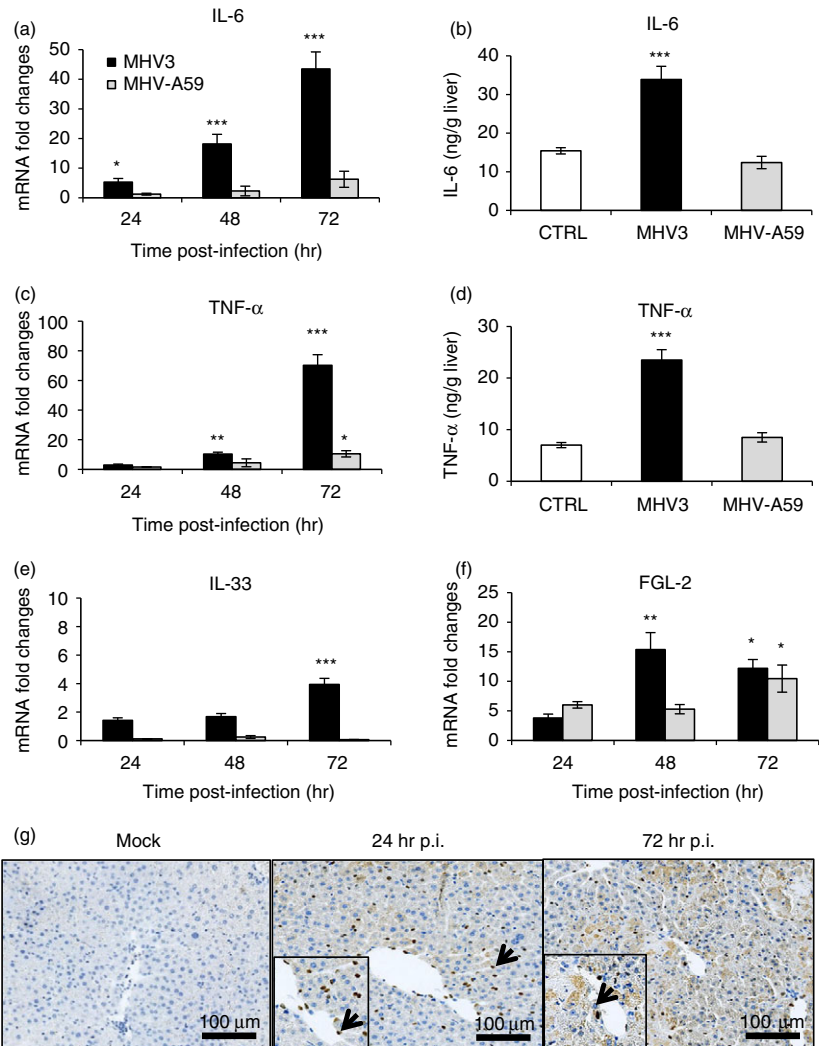 (a) IL-6
mRNA fold changes
50
40
30
20
10
0
MHV3
MHV-A59
*
***
***
24 48 72
Time post-infection (hr)
(b) IL-6
IL-6 (ng/g liver)
40
30
20
10
0
***
CTRL MHV3 MHV-A59
(c) TNF-α
mRNA fold changes
100
80
60
40
20
0
**
***
*
24 48 72
Time post-infection (hr)
(d) TNF-α
TNF-α (ng/g liver)
30
20
10
0
***
CTRL MHV3 MHV-A59
(e) IL-33
mRNA fold changes
10
8
6
4
2
0
***
24 48 72
Time post-infection (hr)
(f) FGL-2
mRNA fold changes
25
20
15
10
5
0
**
* *
24 48 72
Time post-infection (hr)
(g) Mock 24 hr p.i. 72 hr p.i.
100 μm 100 μm 100 μm